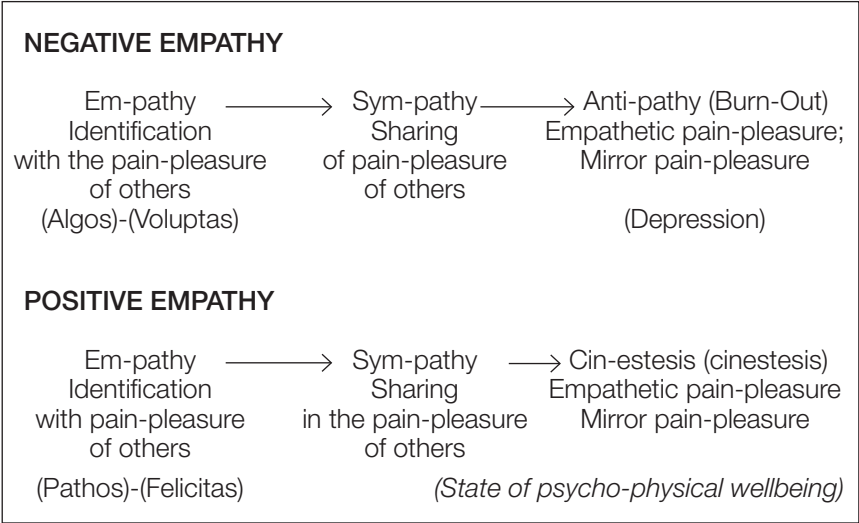 NEGATIVE EMPATHY
Em-pathy → Sym-pathy → Anti-pathy (Burn-Out)
Identification Sharing Empathetic pain-pleasure;
with the pain-pleasure of pain-pleasure Mirror pain-pleasure
of others of others
(Algos)-(Voluptas) (Depression)
POSITIVE EMPATHY
Em-pathy → Sym-pathy → Cin-estesis (cinestesis)
Identification Sharing Empathetic pain-pleasure
with pain-pleasure in the pain-pleasure Mirror pain-pleasure
of others of others
(Pathos)-(Felicitas) (State of psycho-physical wellbeing)